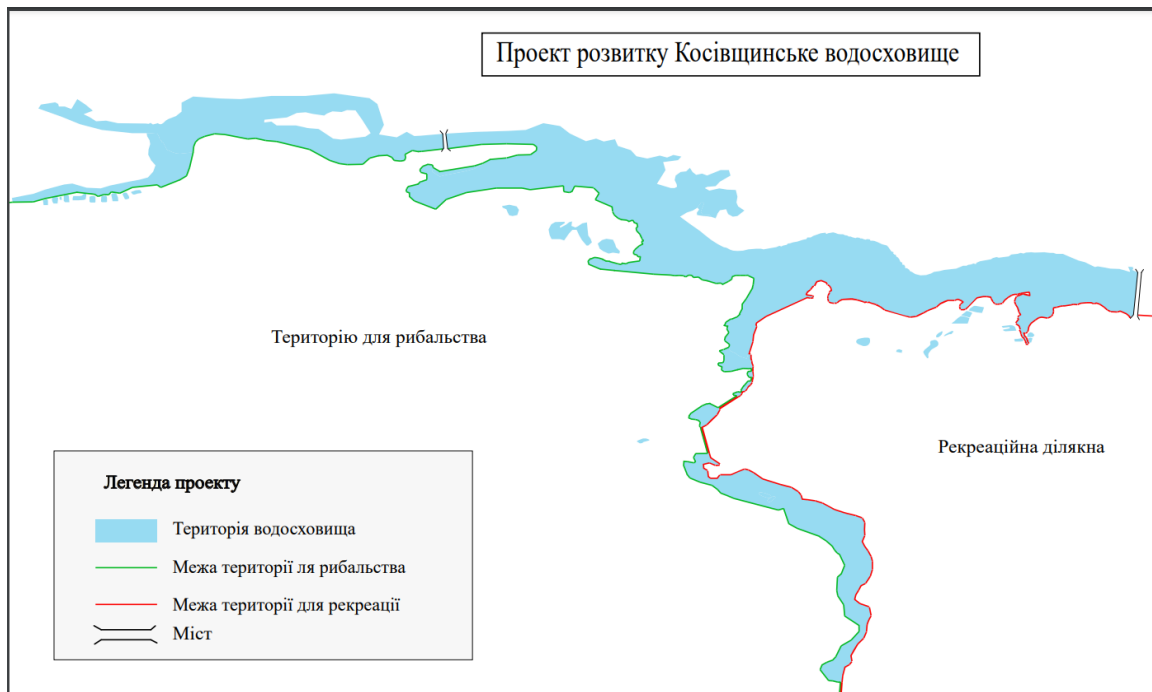 Проект розвитку Косівщинське водосховище
Територію для рибальства
Рекреаційна ділякна
Легенда проекту
Територія водосховища
Межа території ля рибальства
Межа території для рекреації
Міст